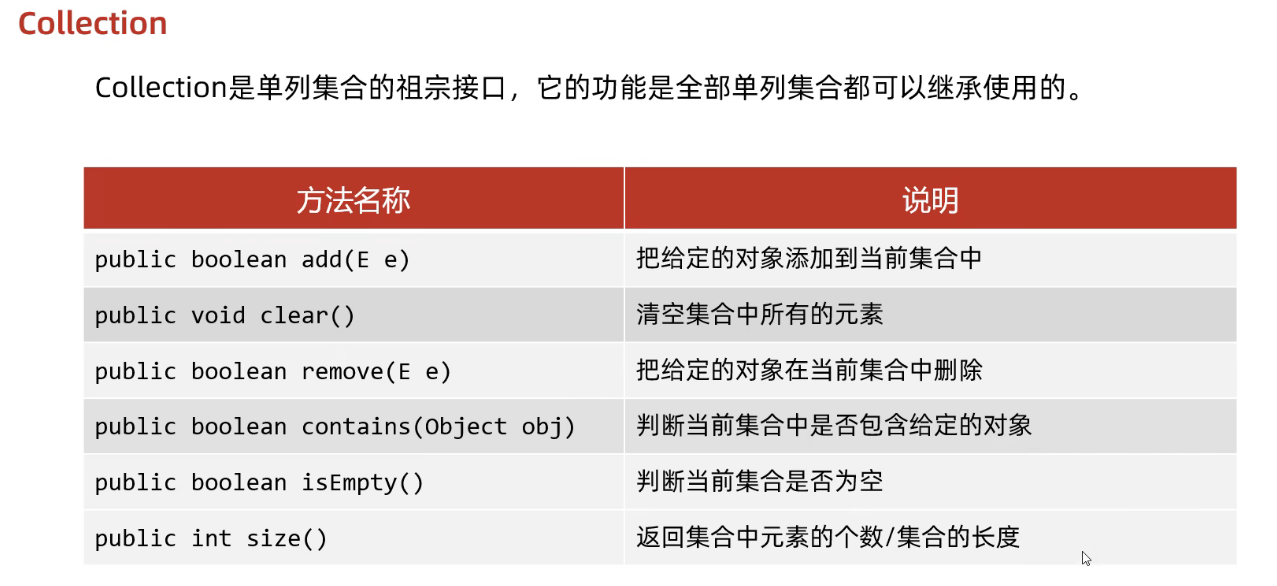 Collection
Collection是单列集合的祖宗接口，它的功能是全部单列集合都可以继承使用的。
方法名称 说明
public boolean add(E e) 把给定的对象添加到当前集合中
public void clear() 清空集合中所有的元素
public boolean remove(E e) 把给定的对象在当前集合中删除
public boolean contains(Object obj) 判断当前集合中是否包含给定的对象
public boolean isEmpty() 判断当前集合是否为空
public int size() 返回集合中元素的个数/集合的长度